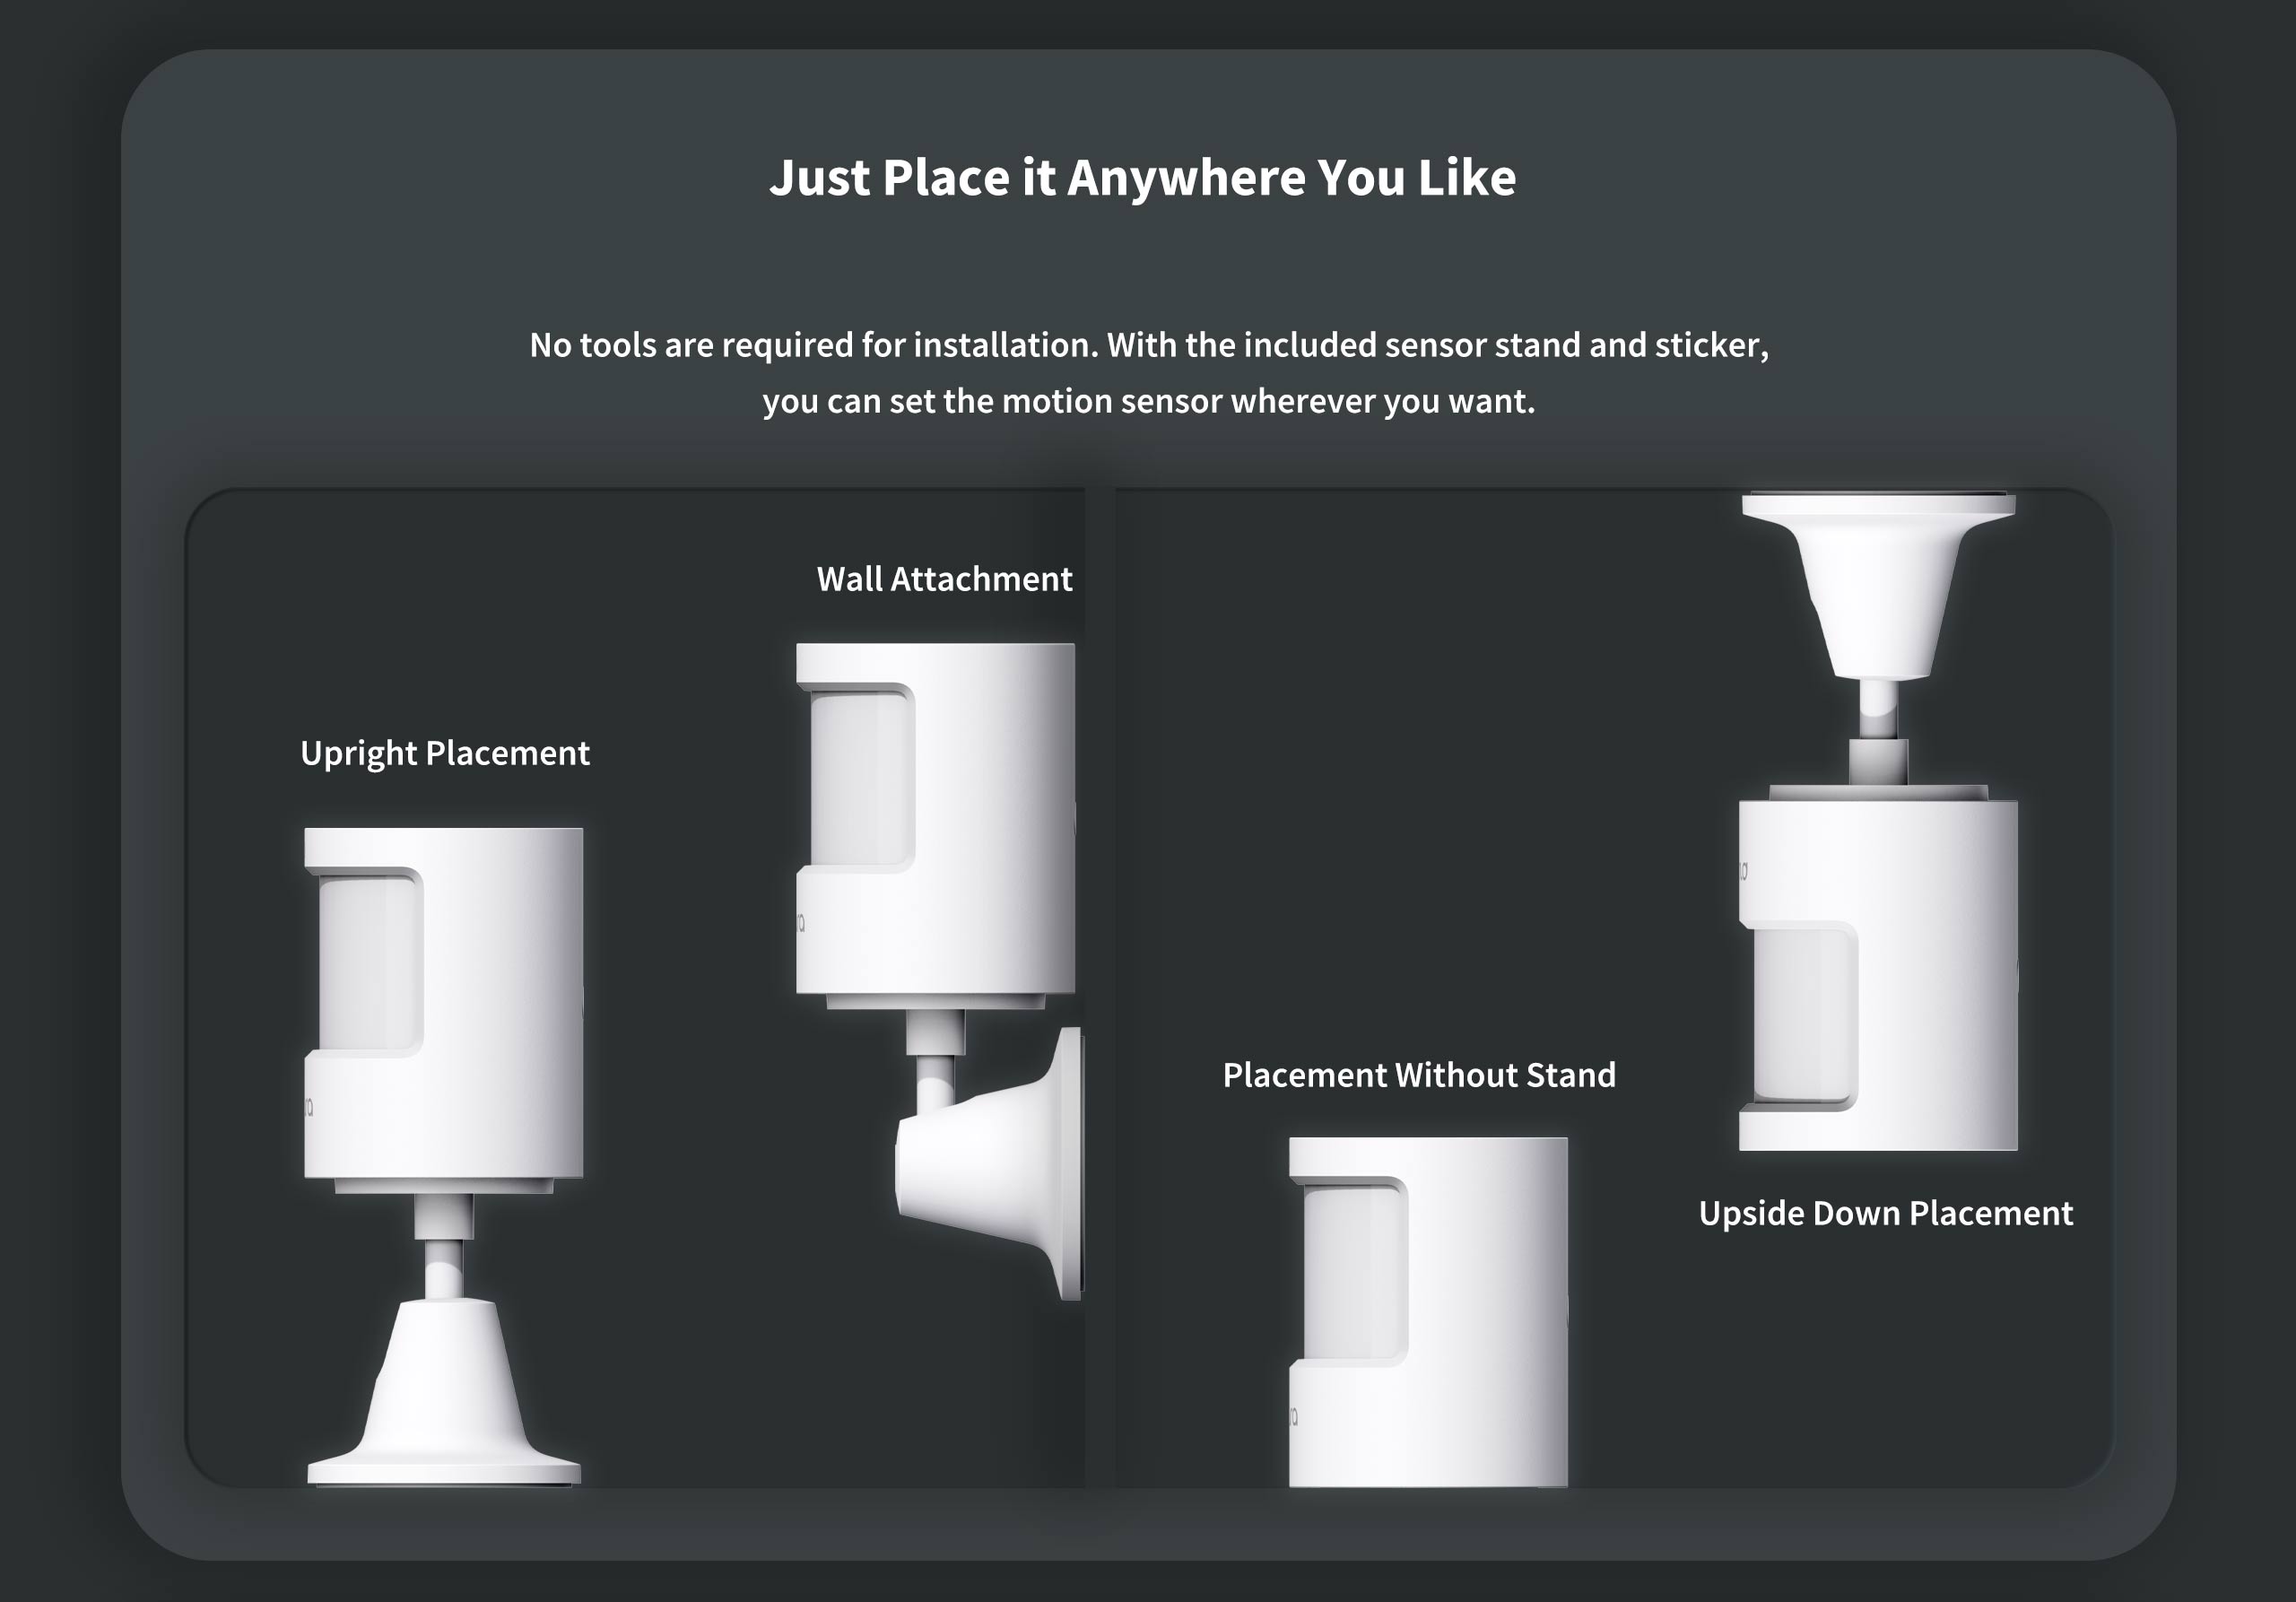 Just Place it Anywhere You Like
No tools are required for installation. With the included sensor stand and sticker,
you can set the motion sensor wherever you want.
Wall Attachment
Upright Placement
Placement Without Stand
Upside Down Placement